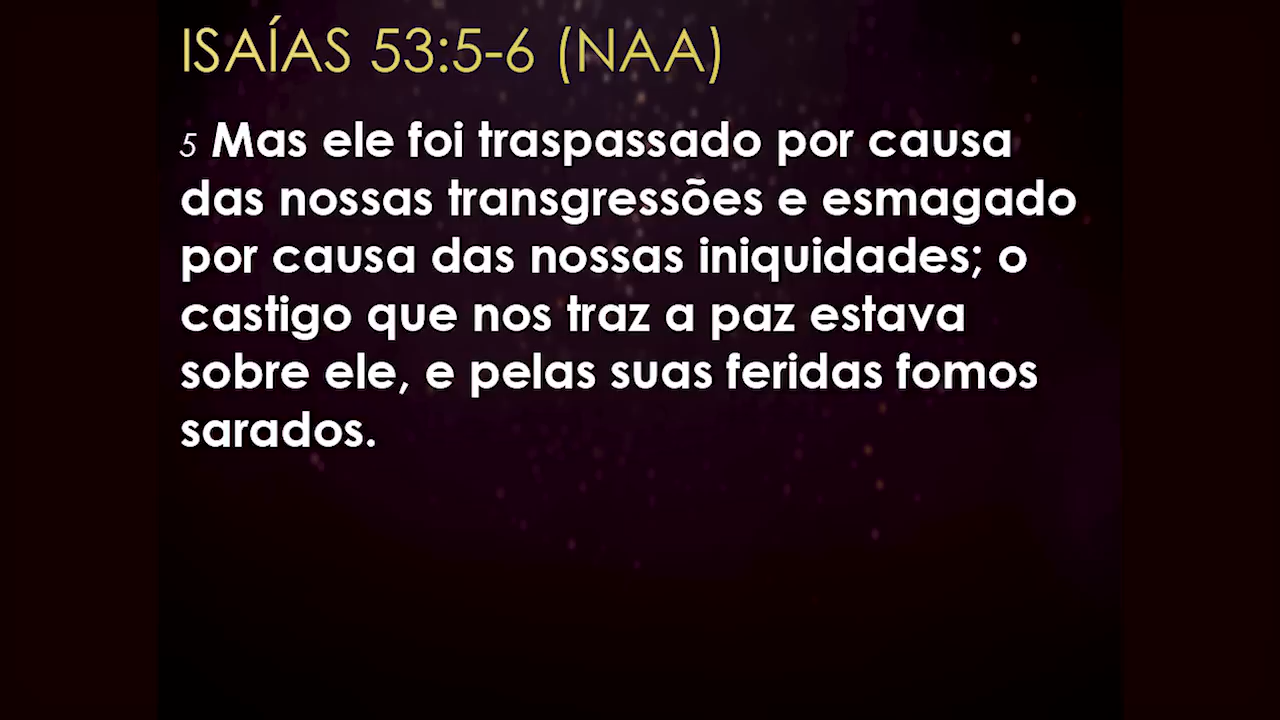 ISAÍAS 53:5-6 (NAA)
5 Mas ele foi traspassado por causa
das nossas transgressões e esmagado
por causa das nossas iniquidades; o
castigo que nos traz a paz estava
sobre ele, e pelas suas feridas fomos
sarados.